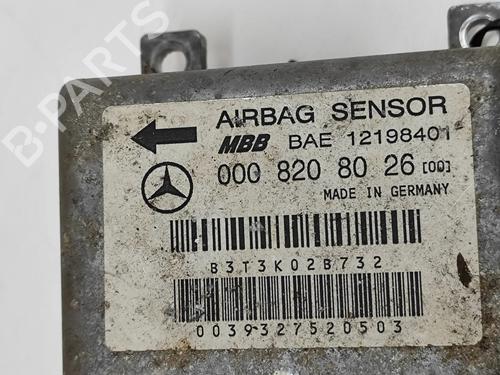 AIRBAG SENSOR
MBB BAE 12198401
000 820 80 26 [00]
MADE IN GERMANY
B3T3K02B732
0039327520503
B-PARTS